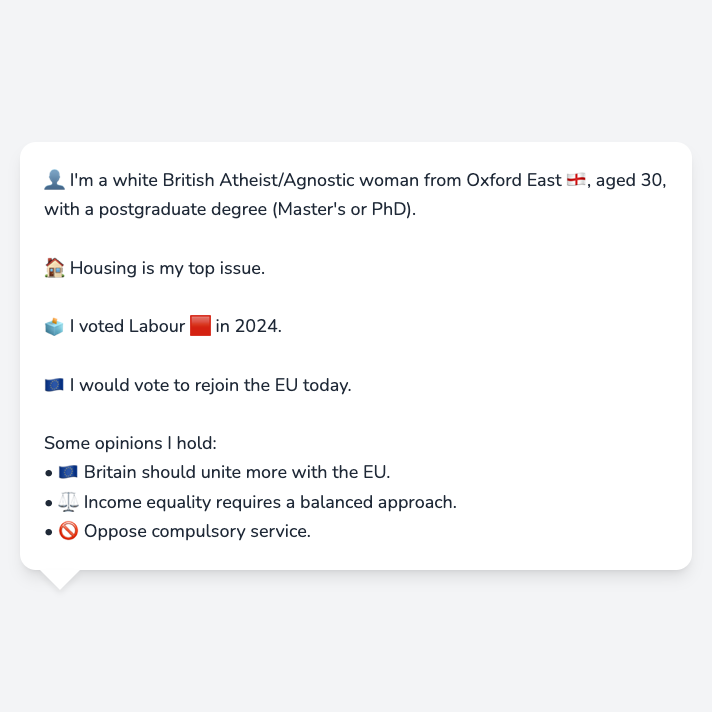 👤 I'm a white British Atheist/Agnostic woman from Oxford East 🏴󠁧󠁢󠁥󠁮󠁧󠁿, aged 30,
with a postgraduate degree (Master's or PhD).
🏠 Housing is my top issue.
🗳️ I voted Labour 🟥 in 2024.
🇪🇺 I would vote to rejoin the EU today.
Some opinions I hold:
• 🇪🇺 Britain should unite more with the EU.
• ⚖️ Income equality requires a balanced approach.
• 🚫 Oppose compulsory service.